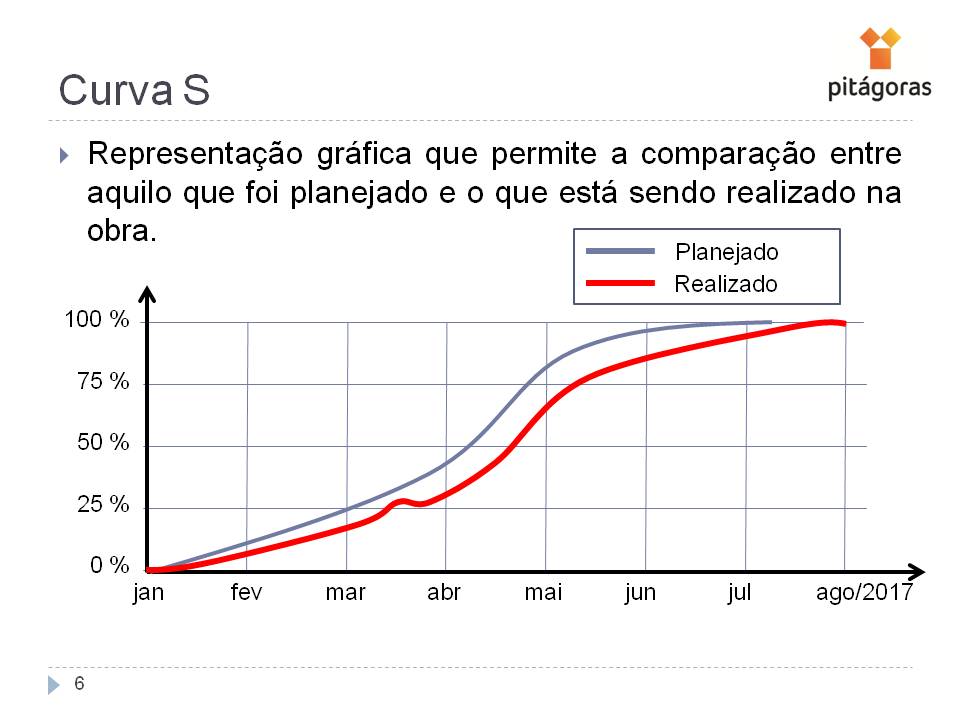 pitágoras
Curva S
Representação gráfica que permite a comparação entre
aquilo que foi planejado e o que está sendo realizado na
obra.
Planejado
Realizado
100 %
75 %
50 %
25 %
0 %
jan fev mar abr mai jun jul ago/2017
6